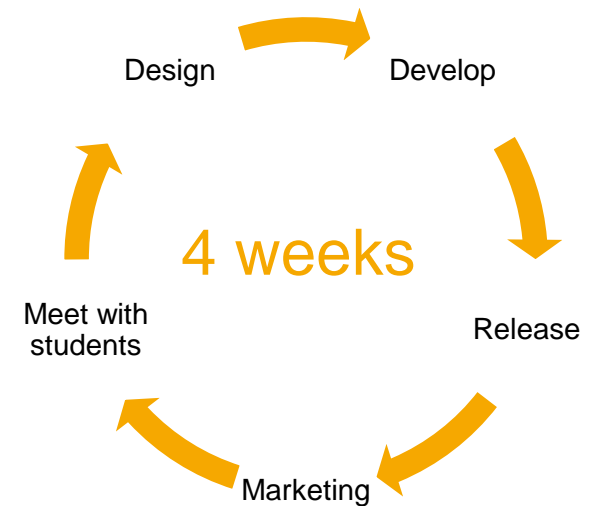 Design
Develop
4 weeks
Meet with
students
Release
Marketing